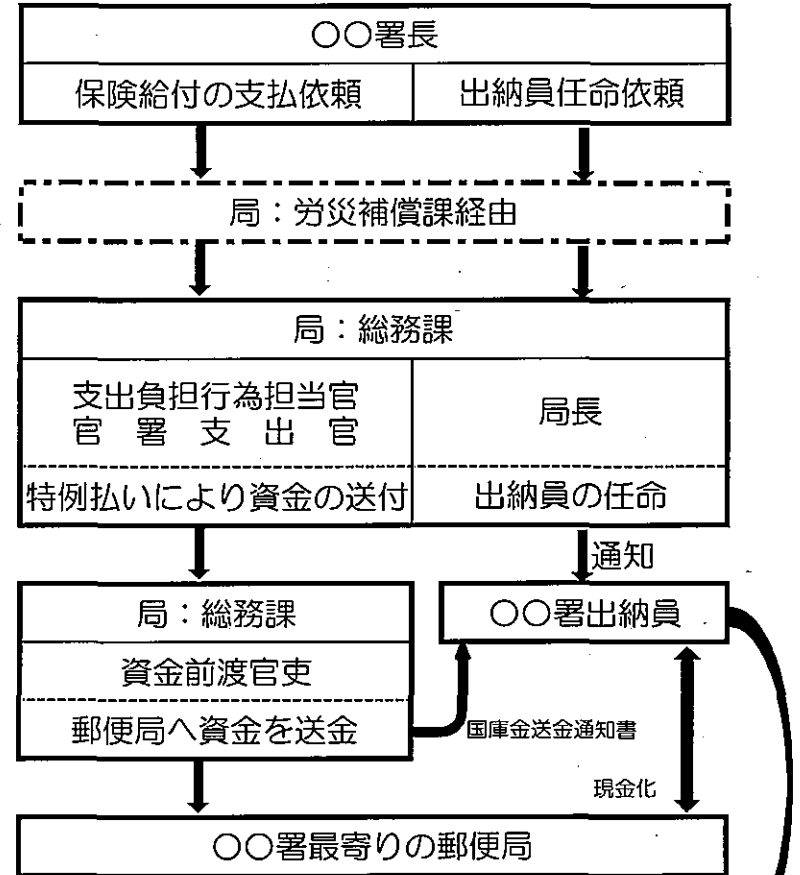 ○○署長
保険給付の支払依頼
出納員任命依頼
局：労災補償課経由
局：総務課
支出負担行為担当官
官署支出官
局長
特例払いにより資金の送付
出納員の任命
通知
局：総務課
○○署出納員
資金前渡官吏
郵便局へ資金を送金
国庫金送金通知書
現金化
○○署最寄りの郵便局